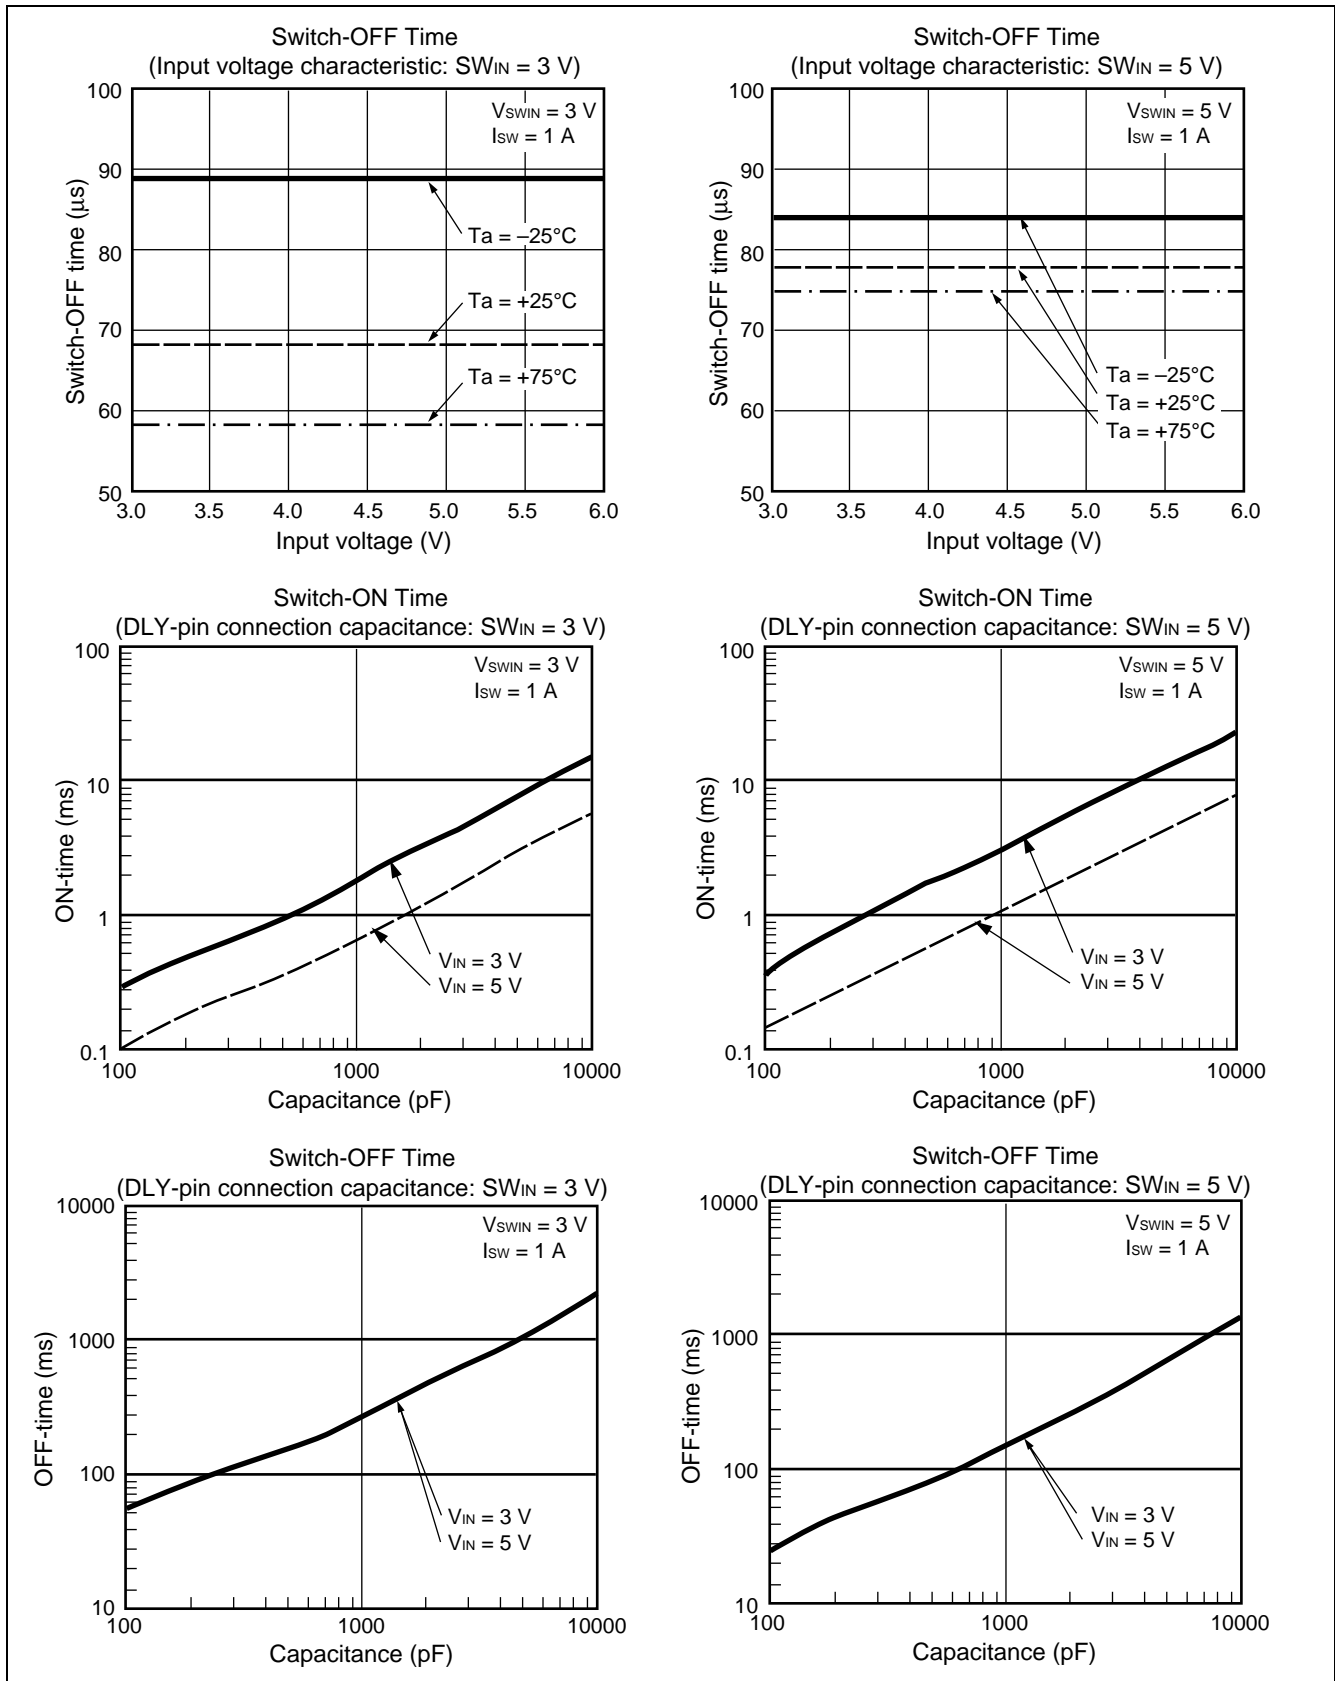 Switch-OFF Time
(Input voltage characteristic: SWIN = 3 V)
100
90
80
70
60
50
Switch-OFF time (μs)
VSWIN = 3 V
ISW = 1 A
Ta = –25°C
Ta = +25°C
Ta = +75°C
3.0 3.5 4.0 4.5 5.0 5.5 6.0
Input voltage (V)
Switch-OFF Time
(Input voltage characteristic: SWIN = 5 V)
100
90
80
70
60
50
Switch-OFF time (μs)
VSWIN = 5 V
ISW = 1 A
Ta = –25°C
Ta = +25°C
Ta = +75°C
3.0 3.5 4.0 4.5 5.0 5.5 6.0
Input voltage (V)
Switch-ON Time
(DLY-pin connection capacitance: SWIN = 3 V)
100
10
1
0.1
ON-time (ms)
VSWIN = 3 V
ISW = 1 A
VIN = 3 V
VIN = 5 V
100 1000 10000
Capacitance (pF)
Switch-ON Time
(DLY-pin connection capacitance: SWIN = 5 V)
100
10
1
0.1
ON-time (ms)
VSWIN = 5 V
ISW = 1 A
VIN = 3 V
VIN = 5 V
100 1000 10000
Capacitance (pF)
Switch-OFF Time
(DLY-pin connection capacitance: SWIN = 3 V)
10000
1000
100
10
OFF-time (ms)
VSWIN = 3 V
ISW = 1 A
VIN = 3 V
VIN = 5 V
100 1000 10000
Capacitance (pF)
Switch-OFF Time
(DLY-pin connection capacitance: SWIN = 5 V)
10000
1000
100
10
OFF-time (ms)
VSWIN = 5 V
ISW = 1 A
VIN = 3 V
VIN = 5 V
100 1000 10000
Capacitance (pF)